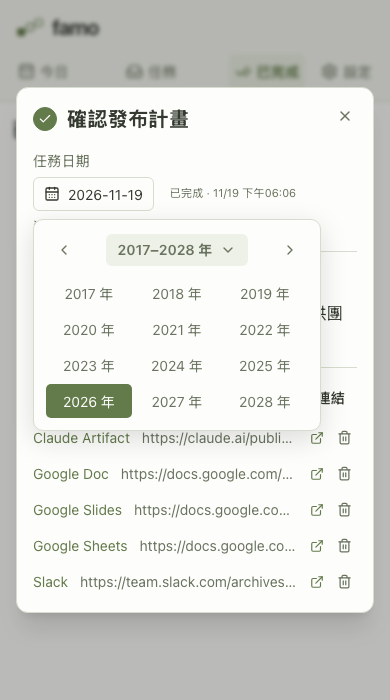 famo
今日
任務
已完成
設定
確認發布計畫
任務日期
2026-11-19
已完成 · 11/19 下午06:06
2017–2028 年
2017 年 2018 年 2019 年
2020 年 2021 年 2022 年
2023 年 2024 年 2025 年
2026 年 2027 年 2028 年
團
連結
Claude Artifact https://claude.ai/publi...
Google Doc https://docs.google.com/...
Google Slides https://docs.google.co...
Google Sheets https://docs.google.co...
Slack https://team.slack.com/archives...